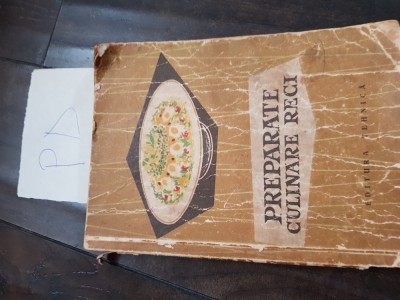 PREPARATE
CULINARE RECI
EDITURA TEHNICĂ
PD